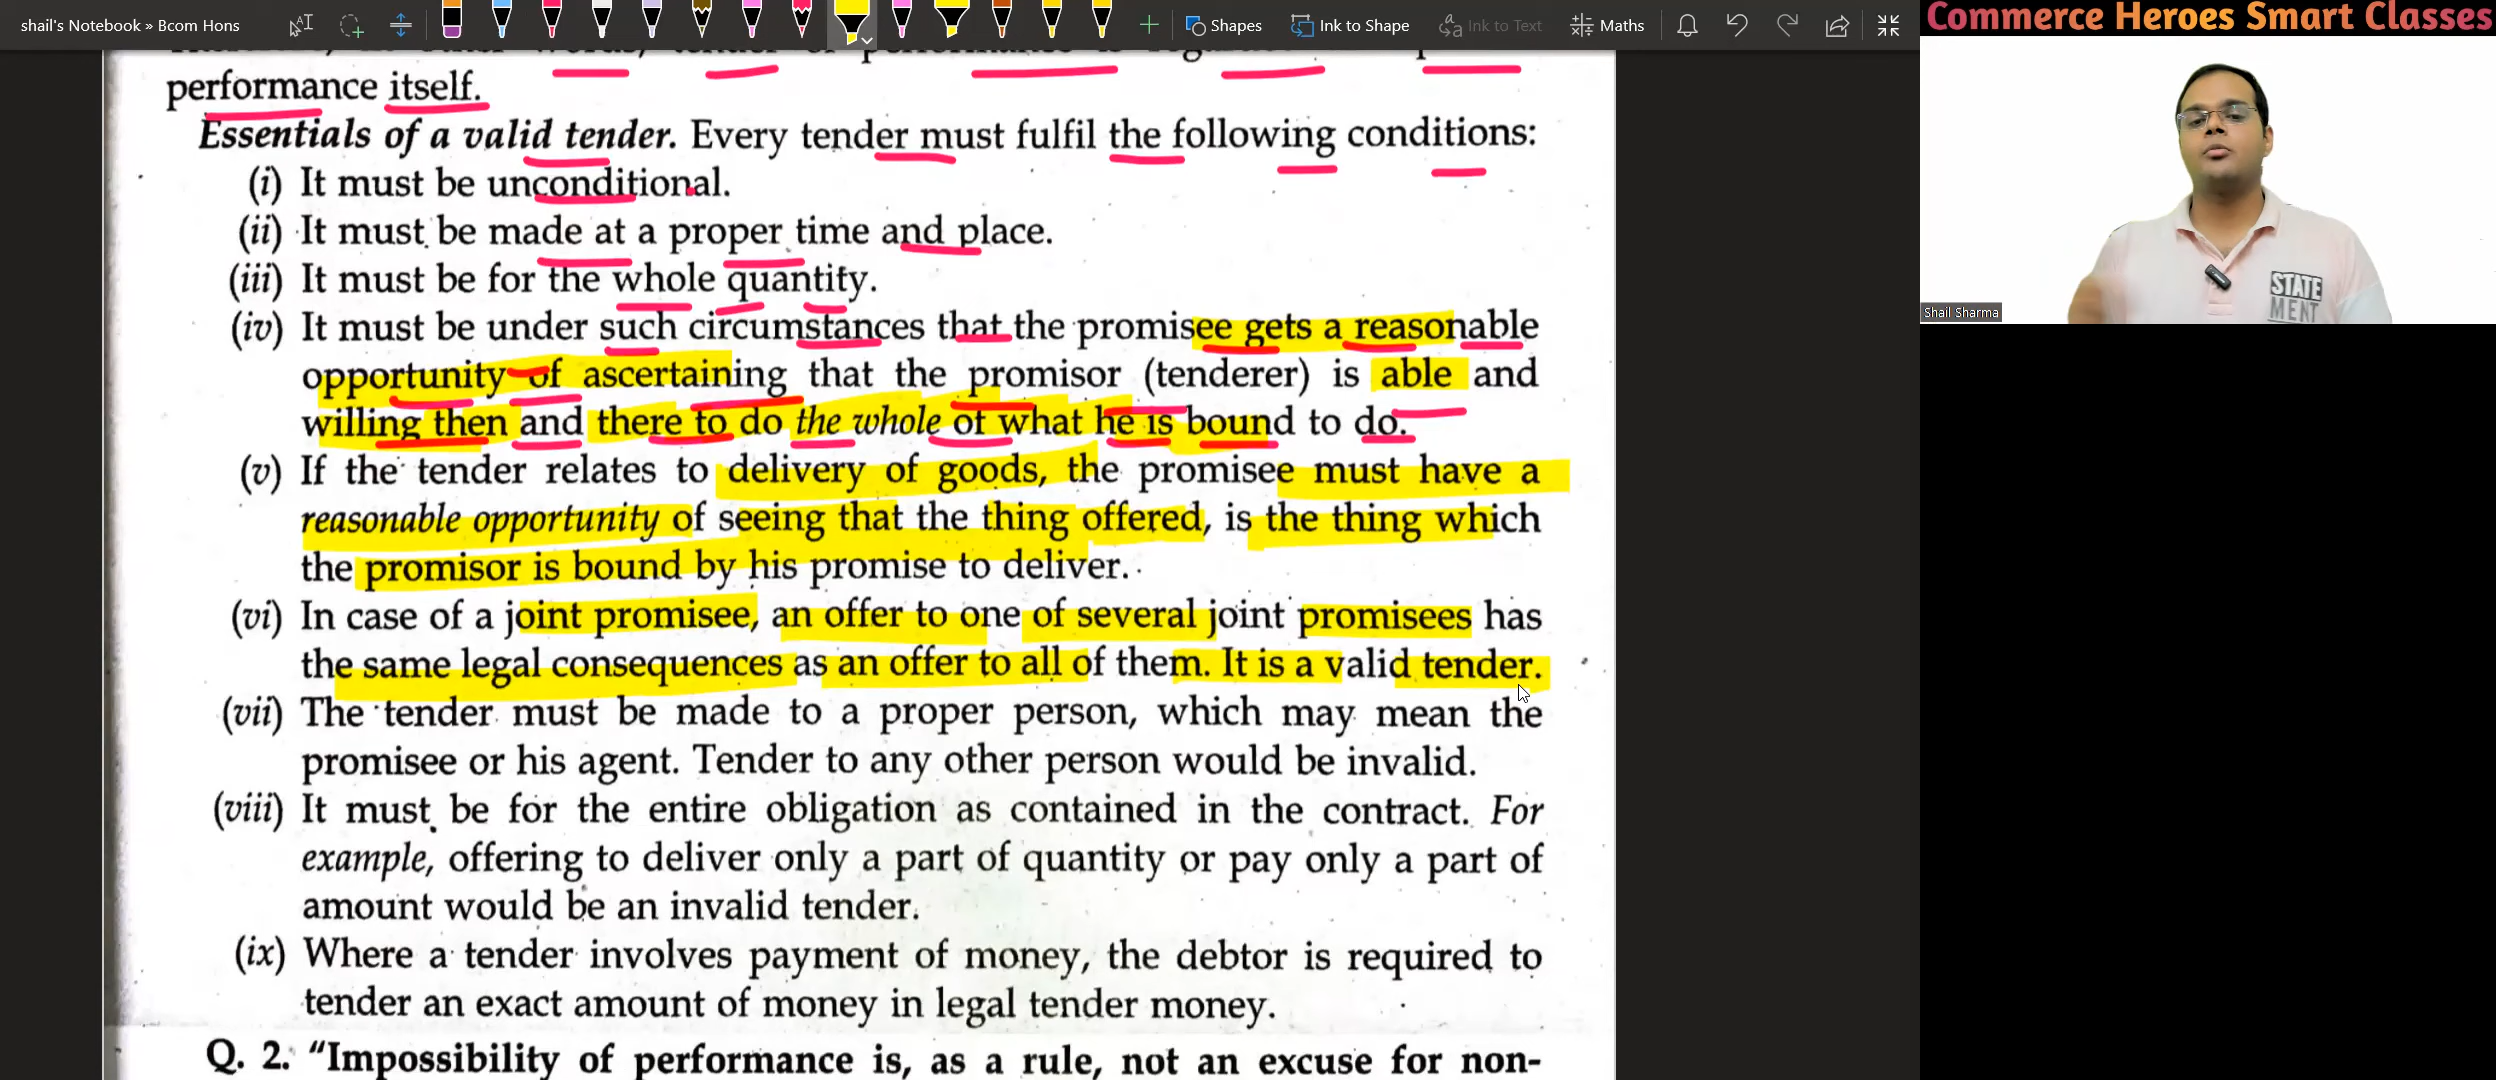 shail's Notebook » Bcom Hons
Shapes
Ink to Shape
Ink to Text
Maths
Commerce Heroes Smart Classes
performance itself.
Essentials of a valid tender. Every tender must fulfil the following conditions:
(i) It must be unconditional.
(ii) It must be made at a proper time and place.
(iii) It must be for the whole quantity.
(iv) It must be under such circumstances that the promisee gets a reasonable
opportunity of ascertaining that the promisor (tenderer) is able and
willing then and there to do the whole of what he is bound to do.
(v) If the tender relates to delivery of goods, the promisee must have a
reasonable opportunity of seeing that the thing offered, is the thing which
the promisor is bound by his promise to deliver.
(vi) In case of a joint promisee, an offer to one of several joint promisees has
the same legal consequences as an offer to all of them. It is a valid tender.
(vii) The tender must be made to a proper person, which may mean the
promisee or his agent. Tender to any other person would be invalid.
(viii) It must be for the entire obligation as contained in the contract. For
example, offering to deliver only a part of quantity or pay only a part of
amount would be an invalid tender.
(ix) Where a tender involves payment of money, the debtor is required to
tender an exact amount of money in legal tender money.
Q. 2. “Impossibility of performance is, as a rule, not an excuse for non-
STATE
MENT
Shail Sharma